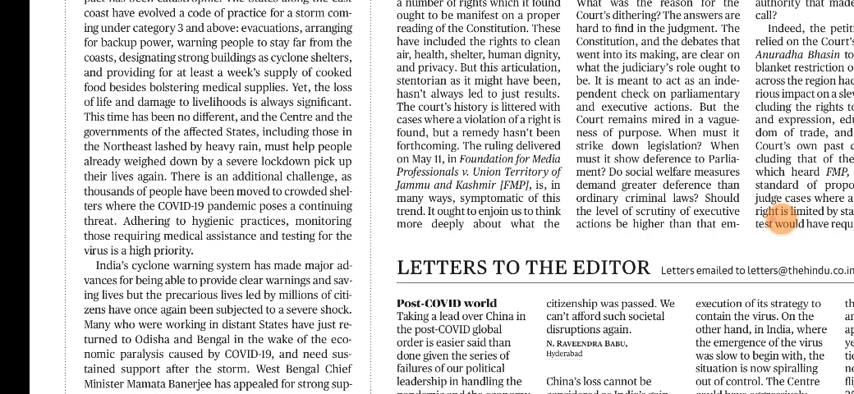 coast have evolved a code of practice for a storm com-
ing under category 3 and above: evacuations, arranging
for backup power, warning people to stay far from the
coasts, designating strong buildings as cyclone shelters,
and providing for at least a week's supply of cooked
food besides bolstering medical supplies. Yet, the loss
of life and damage to livelihoods is always significant.
This time has been no different, and the Centre and the
governments of the affected States, including those in
the Northeast lashed by heavy rain, must help people
already weighed down by a severe lockdown pick up
their lives again. There is an additional challenge, as
thousands of people have been moved to crowded shel-
ters where the COVID-19 pandemic poses a continuing
threat. Adhering to hygienic practices, monitoring
those requiring medical assistance and testing for the
virus is a high priority.
India's cyclone warning system has made major ad-
vances for being able to provide clear warnings and sav-
ing lives but the precarious lives led by millions of citi-
zens have once again been subjected to a severe shock.
Many who were working in distant States have just re-
turned to Odisha and Bengal in the wake of the eco-
nomic paralysis caused by COVID-19, and need sus-
tained support after the storm. West Bengal Chief
Minister Mamata Banerjee has appealed for strong sup-
a number of rights which it found
ought to be manifest on a proper
reading of the Constitution. These
have included the rights to clean
air, health, shelter, human dignity,
and privacy. But this articulation,
stentorian as it might have been,
hasn't always led to just results.
The court's history is littered with
cases where a violation of a right is
found, but a remedy hasn't been
forthcoming. The ruling delivered
on May 11, in Foundation for Media
Professionals v. Union Territory of
Jammu and Kashmir [FMP], is, in
many ways, symptomatic of this
trend. It ought to enjoin us to think
more deeply about what the
What was the reason for the
Court's dithering? The answers are
hard to find in the judgment. The
Constitution, and the debates that
went into its making, are clear on
what the judiciary's role ought to
be. It is meant to act as an inde-
pendent check on parliamentary
and executive actions. But the
Court remains mired in a vague-
ness of purpose. When must it
strike down legislation? When
must it show deference to Parlia-
ment? Do social welfare measures
demand greater deference than
ordinary criminal laws? Should
the level of scrutiny of executive
actions be higher than that em-
authority that made
call?
Indeed, the petit
relied on the Court's
Anuradha Bhasin to
blanket restriction o
across the region had
rious impact on a slew
cluding the rights to
and expression, edu
dom of trade, and
Court's own past d
cluding that of the
which heard FMP,
standard of propo
judge cases where a
right is limited by sta
test would have requ
LETTERS TO THE EDITOR Letters emailed to letters@thehindu.co.in
Post-COVID world
Taking a lead over China in
the post-COVID global
order is easier said than
done given the series of
failures of our political
leadership in handling the
citizenship was passed. We
can't afford such societal
disruptions again.
N. RAVEENDRA BABU,
Hyderabad
China's loss cannot be
execution of its strategy to
contain the virus. On the
other hand, in India, where
the emergence of the virus
was slow to begin with, the
situation is now spiralling
out of control. The Centre